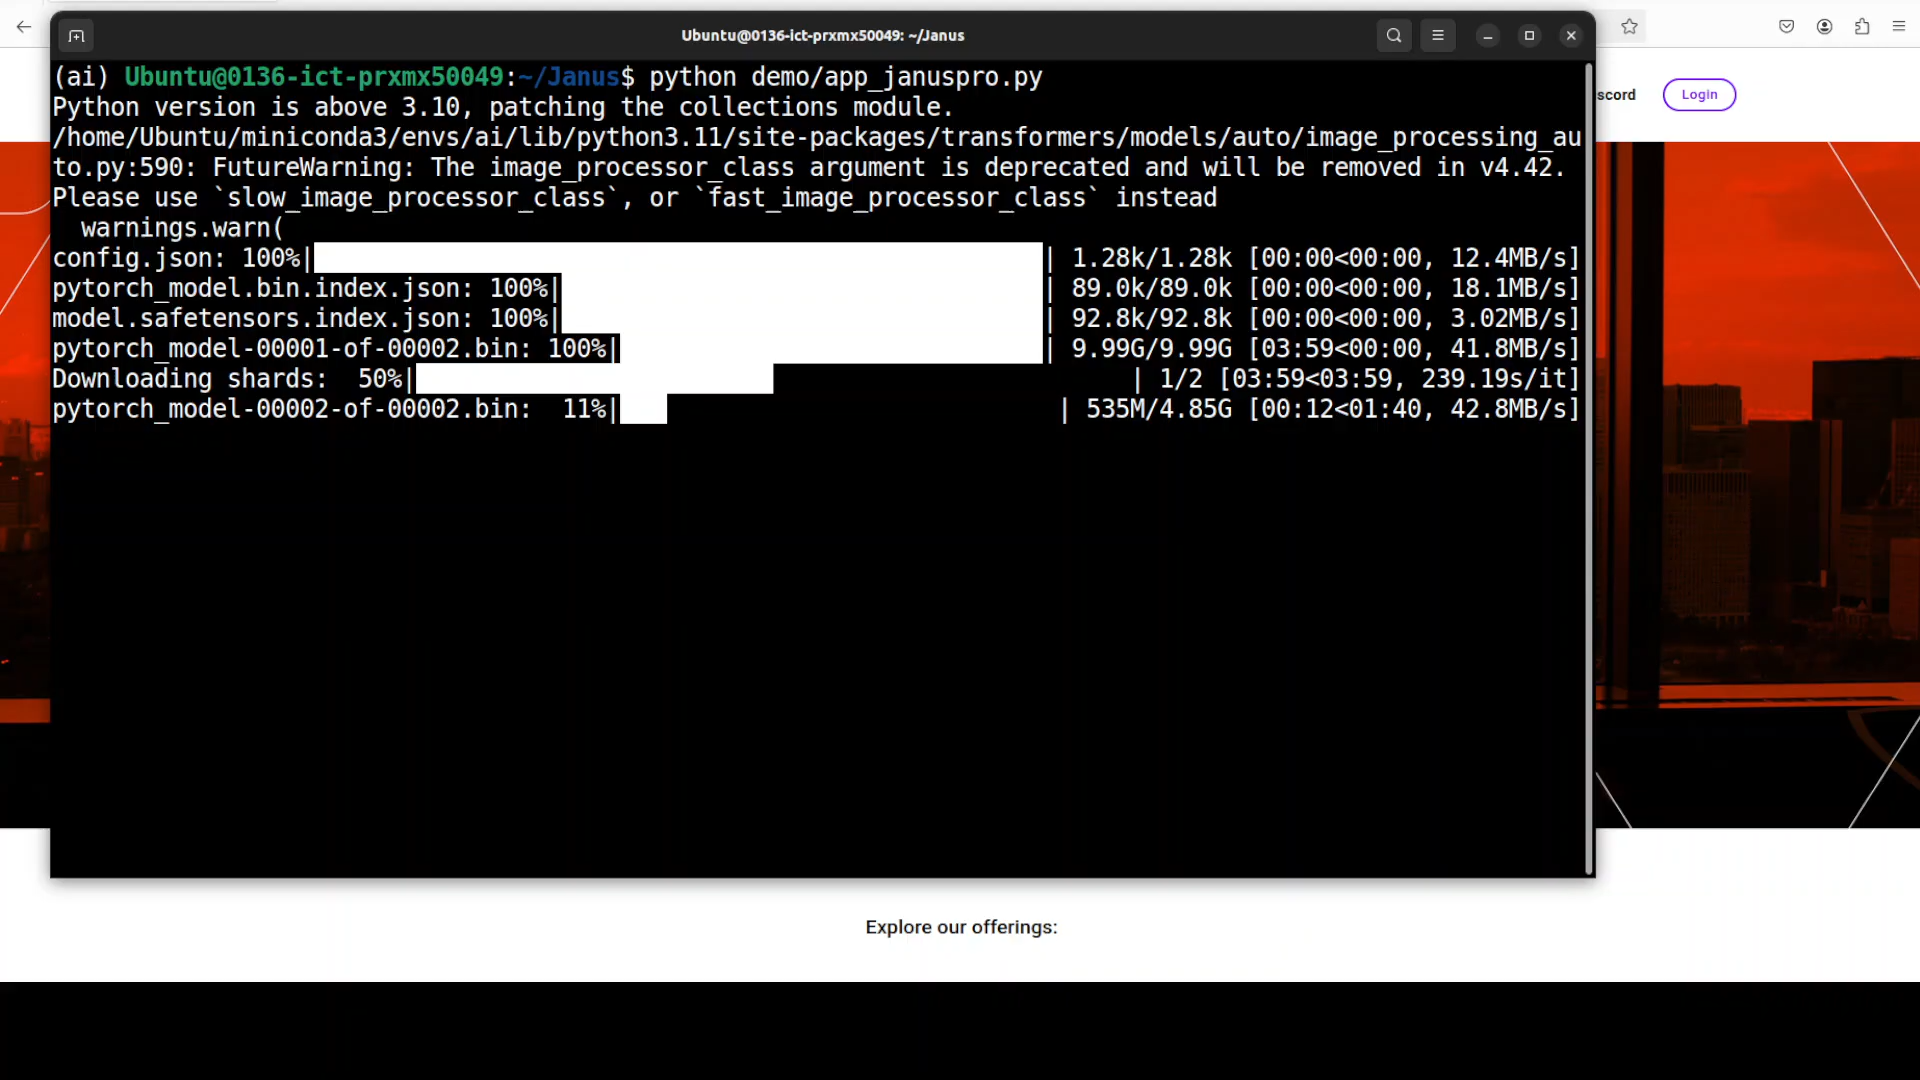 Ubuntu@0136-ict-prxmx50049: ~/Janus
(ai) Ubuntu@0136-ict-prxmx50049:~/Janus$ python demo/app_januspro.py
Python version is above 3.10, patching the collections module.
/home/Ubuntu/miniconda3/envs/ai/lib/python3.11/site-packages/transformers/models/auto/image_processing_au
to.py:590: FutureWarning: The image_processor_class argument is deprecated and will be removed in v4.42.
Please use `slow_image_processor_class`, or `fast_image_processor_class` instead
  warnings.warn(
config.json: 100%| | 1.28k/1.28k [00:00<00:00, 12.4MB/s]
pytorch_model.bin.index.json: 100%| | 89.0k/89.0k [00:00<00:00, 18.1MB/s]
model.safetensors.index.json: 100%| | 92.8k/92.8k [00:00<00:00, 3.02MB/s]
pytorch_model-00001-of-00002.bin: 100%| | 9.99G/9.99G [03:59<00:00, 41.8MB/s]
Downloading shards:  50%| | 1/2 [03:59<03:59, 239.19s/it]
pytorch_model-00002-of-00002.bin:  11%| | 535M/4.85G [00:12<01:40, 42.8MB/s]
scord
Login
Explore our offerings: